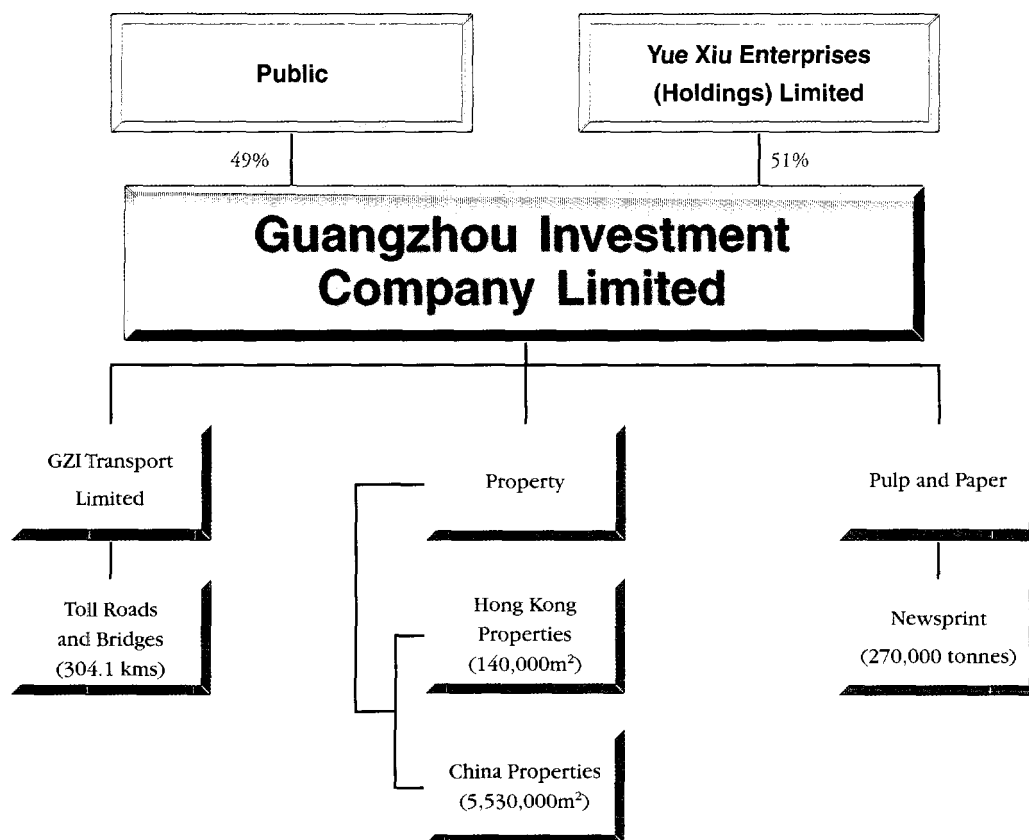 Public
Yue Xiu Enterprises
(Holdings) Limited
49%
51%
Guangzhou Investment
Company Limited
GZI Transport
Limited
Property
Pulp and Paper
Toll Roads
and Bridges
(304.1 kms)
Hong Kong
Properties
(140,000m²)
Newsprint
(270,000 tonnes)
China Properties
(5,530,000m²)